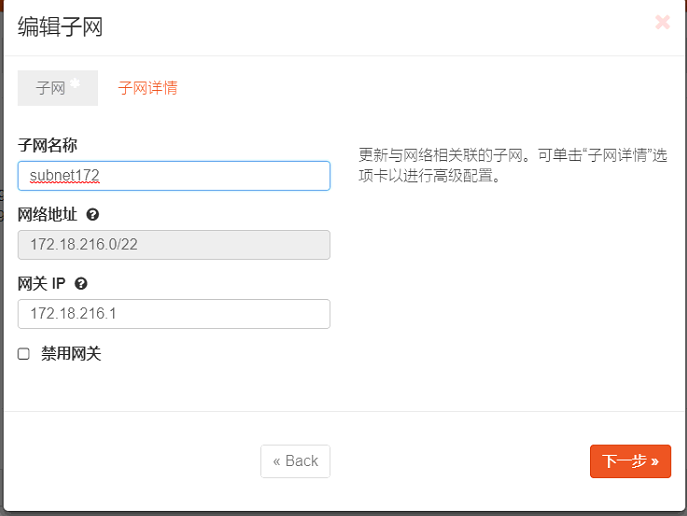 编辑子网
子网 *
子网详情
子网名称
subnet172
更新与网络相关联的子网。可单击“子网详情”选
项卡以进行高级配置。
网络地址
172.18.216.0/22
网关 IP
172.18.216.1
禁用网关
« Back
下一步 »